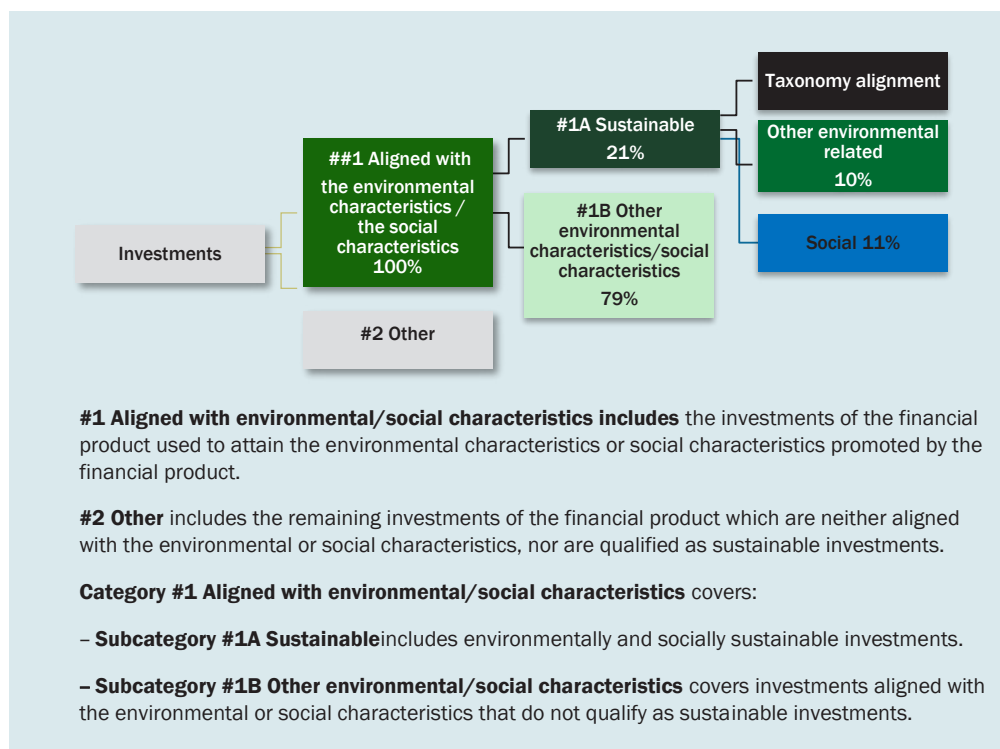 Investments
##1 Aligned with
the environmental
characteristics /
the social
characteristics
100%
#2 Other
#1A Sustainable
21%
#1B Other
environmental
characteristics/social
characteristics
79%
Taxonomy alignment
Other environmental
related
10%
Social 11%
#1 Aligned with environmental/social characteristics includes the investments of the financial
product used to attain the environmental characteristics or social characteristics promoted by the
financial product.
#2 Other includes the remaining investments of the financial product which are neither aligned
with the environmental or social characteristics, nor are qualified as sustainable investments.
Category #1 Aligned with environmental/social characteristics covers:
– Subcategory #1A Sustainableincludes environmentally and socially sustainable investments.
– Subcategory #1B Other environmental/social characteristics covers investments aligned with
the environmental or social characteristics that do not qualify as sustainable investments.